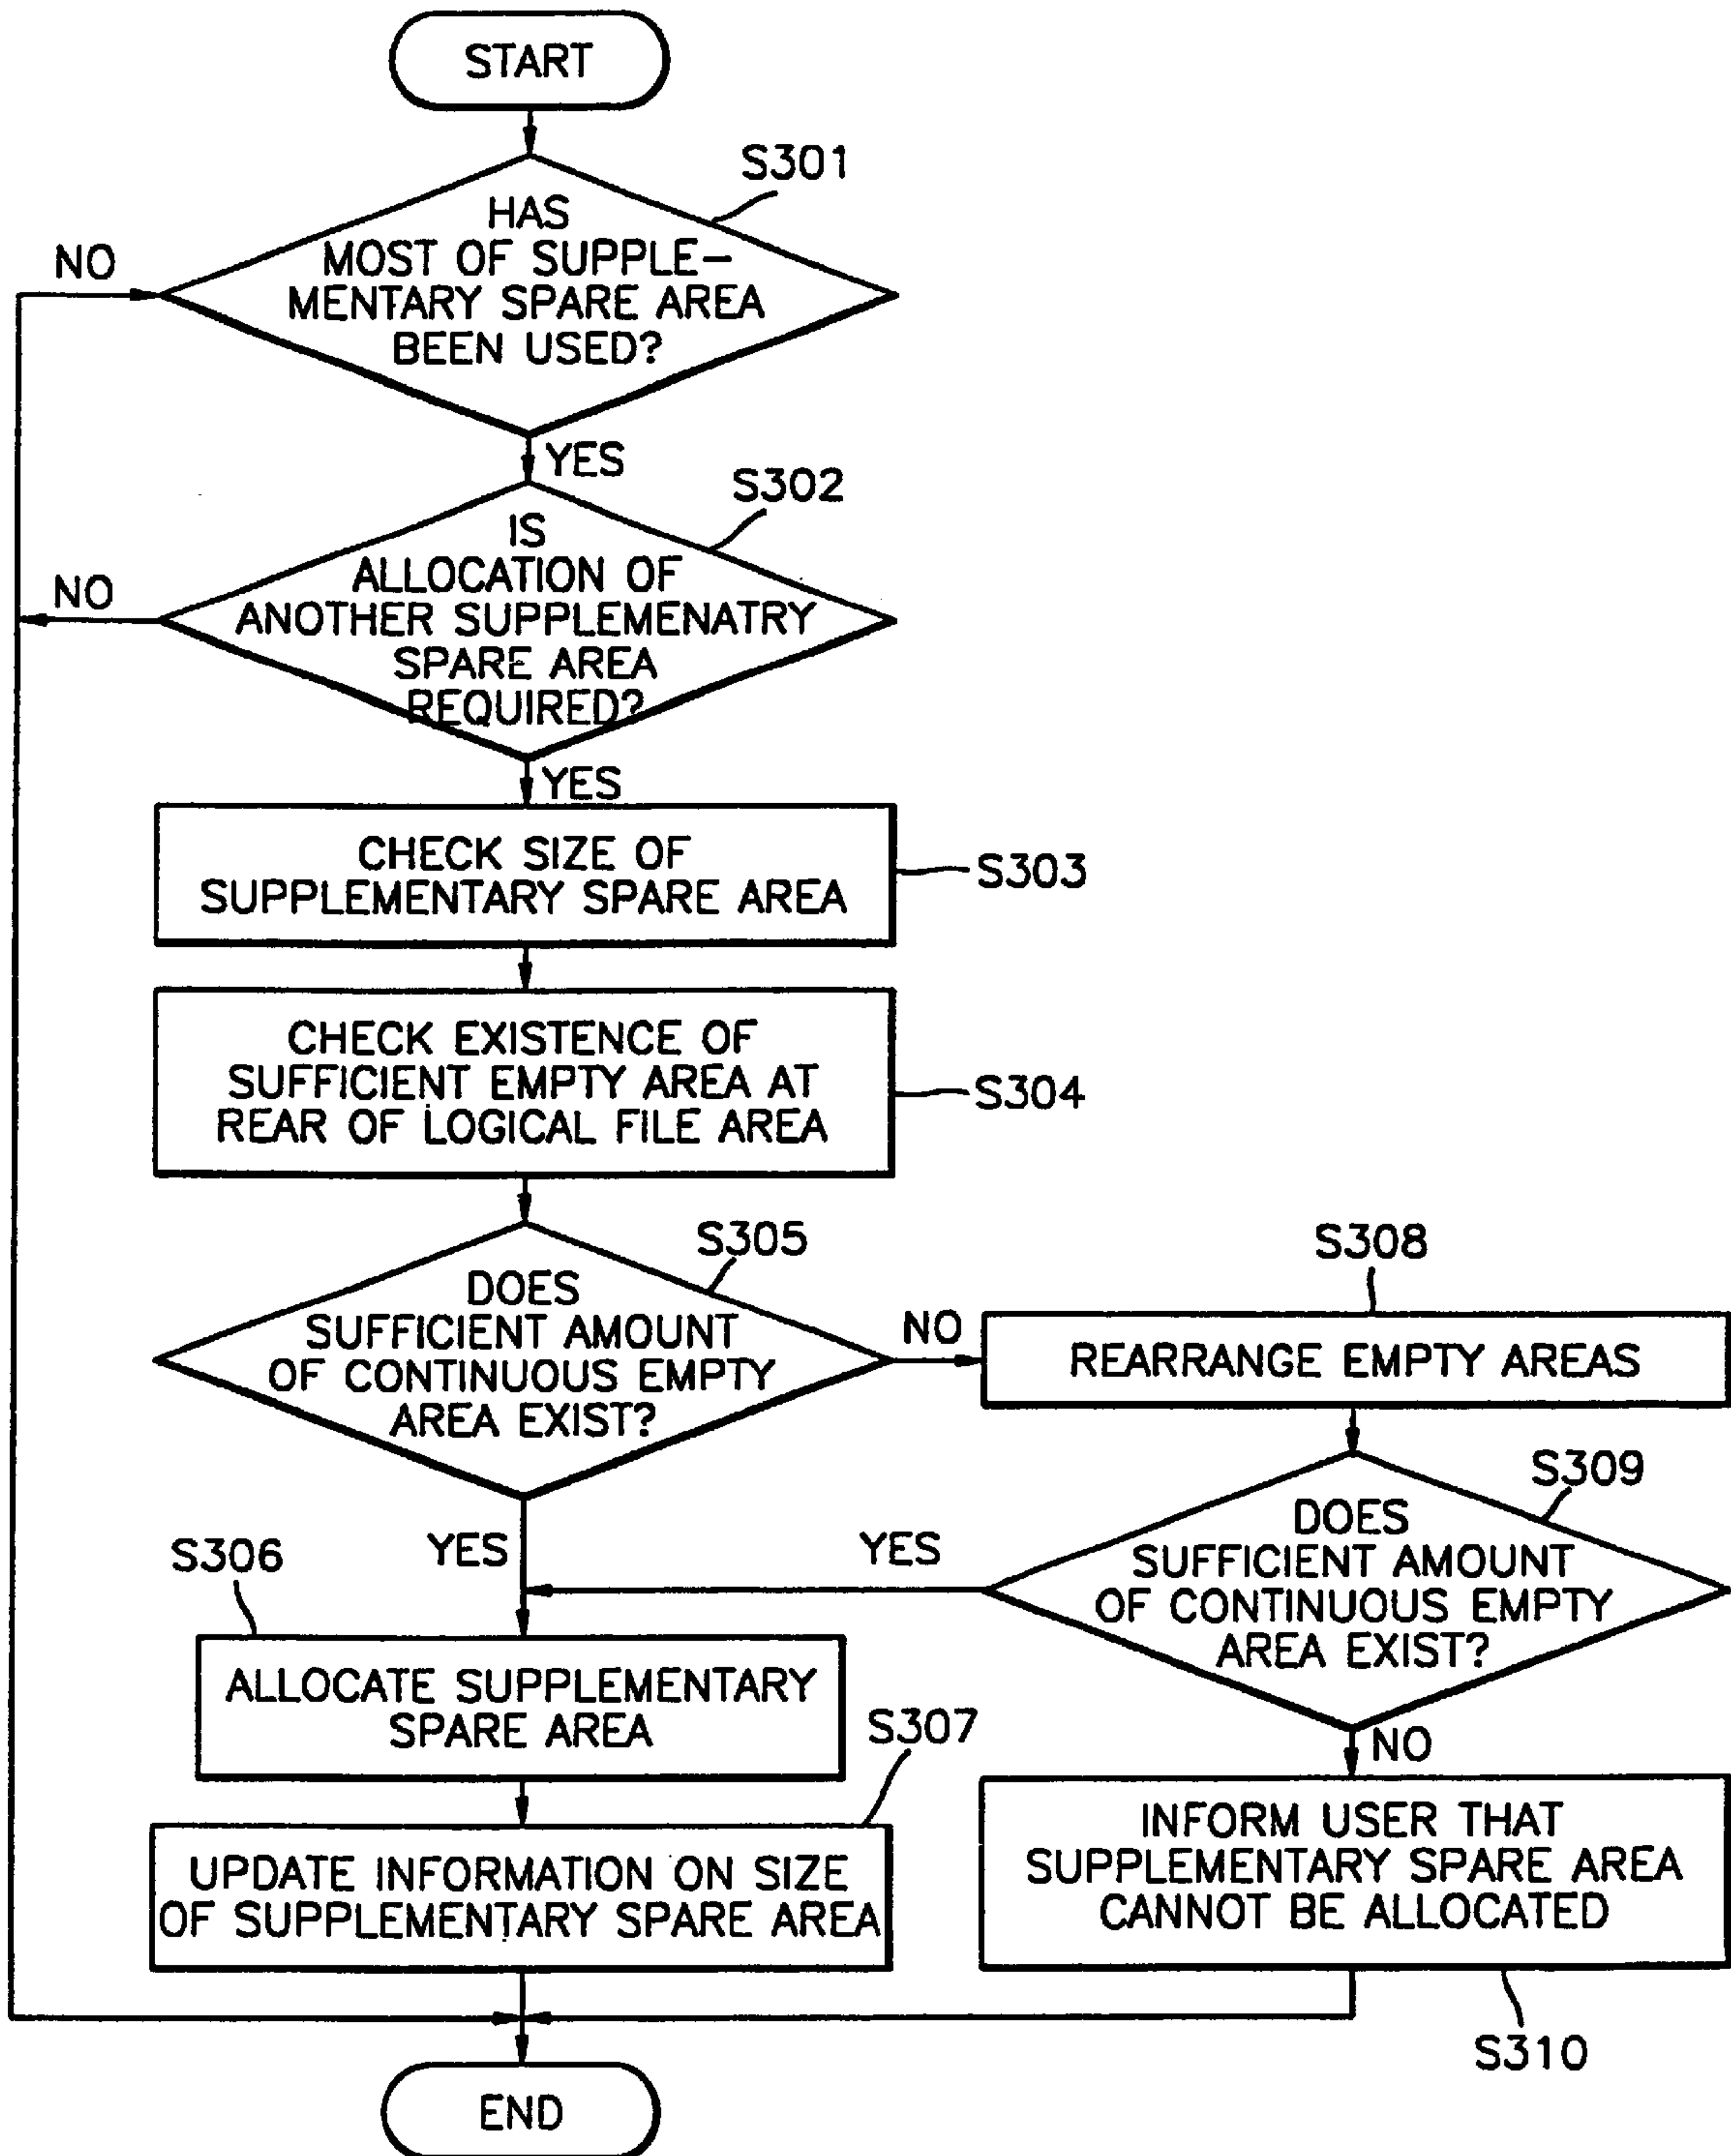 START
S301
HAS
MOST OF SUPPLE-
MENTARY SPARE AREA
BEEN USED?
NO
YES
S302
IS
ALLOCATION OF
ANOTHER SUPPLEMENATRY
SPARE AREA
REQUIRED?
NO
YES
CHECK SIZE OF
SUPPLEMENTARY SPARE AREA
S303
CHECK EXISTENCE OF
SUFFICIENT EMPTY AREA AT
REAR OF LOGICAL FILE AREA
S304
S305
DOES
SUFFICIENT AMOUNT
OF CONTINUOUS EMPTY
AREA EXIST?
NO
S308
REARRANGE EMPTY AREAS
S309
DOES
SUFFICIENT AMOUNT
OF CONTINUOUS EMPTY
AREA EXIST?
YES
YES
S306
ALLOCATE SUPPLEMENTARY
SPARE AREA
S307
UPDATE INFORMATION ON SIZE
OF SUPPLEMENTARY SPARE AREA
NO
INFORM USER THAT
SUPPLEMENTARY SPARE AREA
CANNOT BE ALLOCATED
S310
END